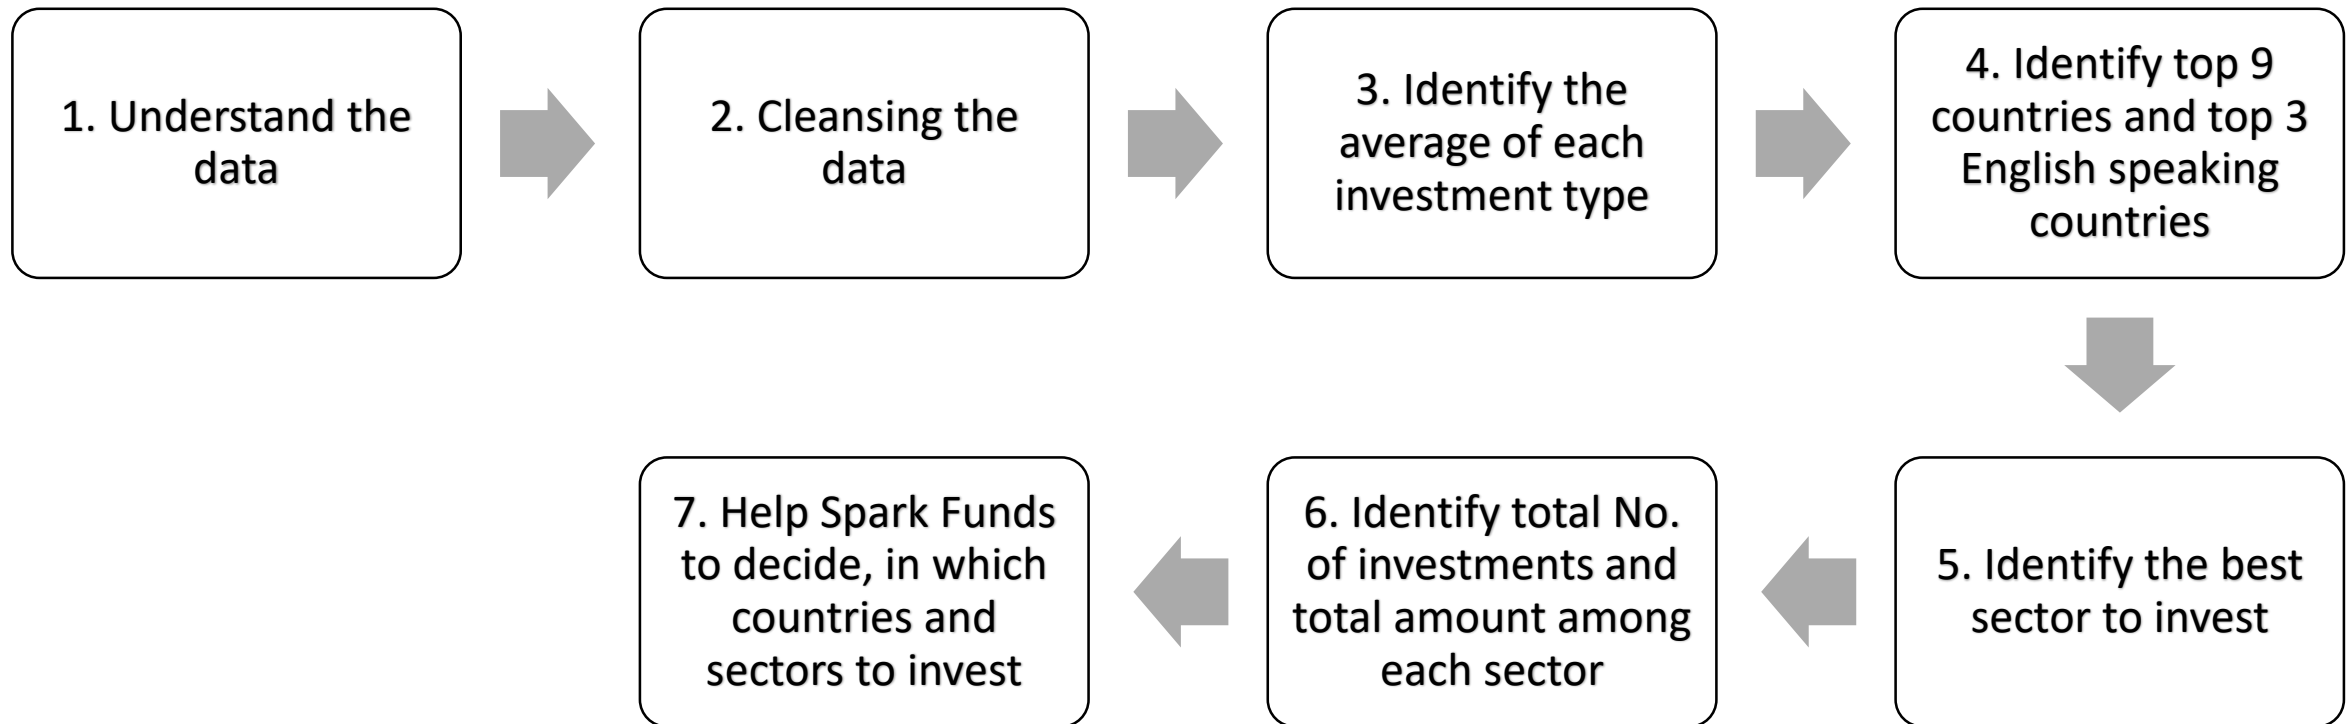 1. Understand the
data
2. Cleansing the
data
3. Identify the
average of each
investment type
4. Identify top 9
countries and top 3
English speaking
countries
5. Identify the best
sector to invest
6. Identify total No.
of investments and
total amount among
each sector
7. Help Spark Funds
to decide, in which
countries and
sectors to invest